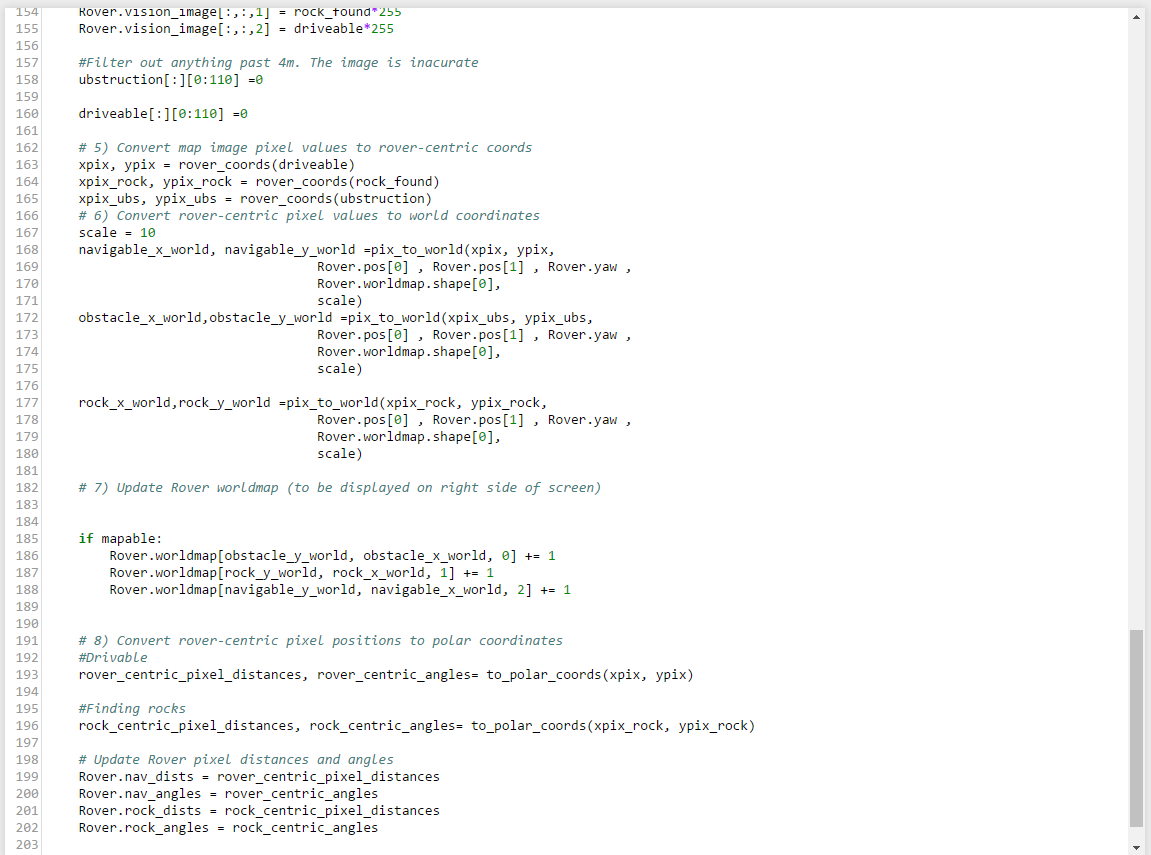 154 Rover.vision_image[:,:,1] = rock_found*255
155 Rover.vision_image[:,:,2] = driveable*255
156
157 #Filter out anything past 4m. The image is inacurate
158 ubstruction[:][0:110] =0
159
160 driveable[:][0:110] =0
161
162 # 5) Convert map image pixel values to rover-centric coords
163 xpix, ypix = rover_coords(driveable)
164 xpix_rock, ypix_rock = rover_coords(rock_found)
165 xpix_ubs, ypix_ubs = rover_coords(ubstruction)
166 # 6) Convert rover-centric pixel values to world coordinates
167 scale = 10
168 navigable_x_world, navigable_y_world =pix_to_world(xpix, ypix,
169 Rover.pos[0] , Rover.pos[1] , Rover.yaw ,
170 Rover.worldmap.shape[0],
171 scale)
172 obstacle_x_world,obstacle_y_world =pix_to_world(xpix_ubs, ypix_ubs,
173 Rover.pos[0] , Rover.pos[1] , Rover.yaw ,
174 Rover.worldmap.shape[0],
175 scale)
176
177 rock_x_world,rock_y_world =pix_to_world(xpix_rock, ypix_rock,
178 Rover.pos[0] , Rover.pos[1] , Rover.yaw ,
179 Rover.worldmap.shape[0],
180 scale)
181
182 # 7) Update Rover worldmap (to be displayed on right side of screen)
183
184
185 if mapable:
186 Rover.worldmap[obstacle_y_world, obstacle_x_world, 0] += 1
187 Rover.worldmap[rock_y_world, rock_x_world, 1] += 1
188 Rover.worldmap[navigable_y_world, navigable_x_world, 2] += 1
189
190
191 # 8) Convert rover-centric pixel positions to polar coordinates
192 #Drivable
193 rover_centric_pixel_distances, rover_centric_angles= to_polar_coords(xpix, ypix)
194
195 #Finding rocks
196 rock_centric_pixel_distances, rock_centric_angles= to_polar_coords(xpix_rock, ypix_rock)
197
198 # Update Rover pixel distances and angles
199 Rover.nav_dists = rover_centric_pixel_distances
200 Rover.nav_angles = rover_centric_angles
201 Rover.rock_dists = rock_centric_pixel_distances
202 Rover.rock_angles = rock_centric_angles
203